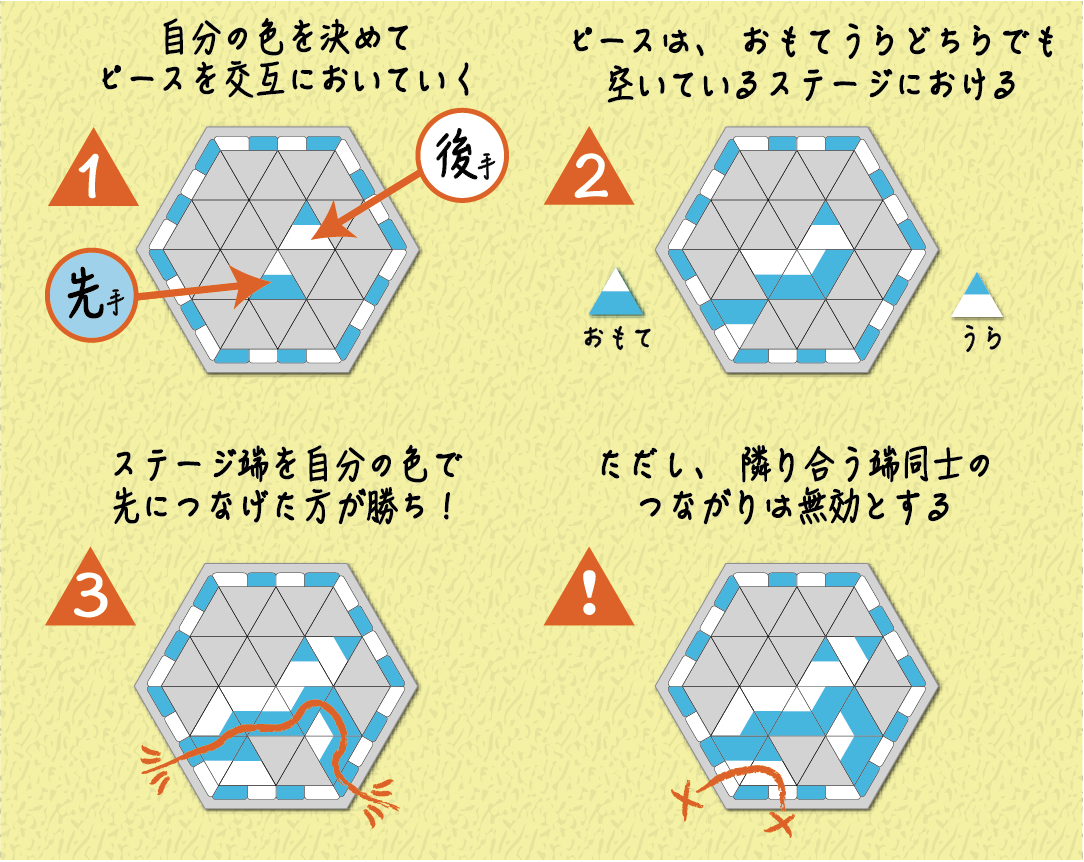 自分の色を決めて
ピースを交互においていく
1
後手
先手
ピースは、おもてうらどちらでも
空いているステージにおける
2
おもて
うら
ステージ端を自分の色で
先につなげた方が勝ち！
3
ただし、隣り合う端同士の
つながりは無効とする
!